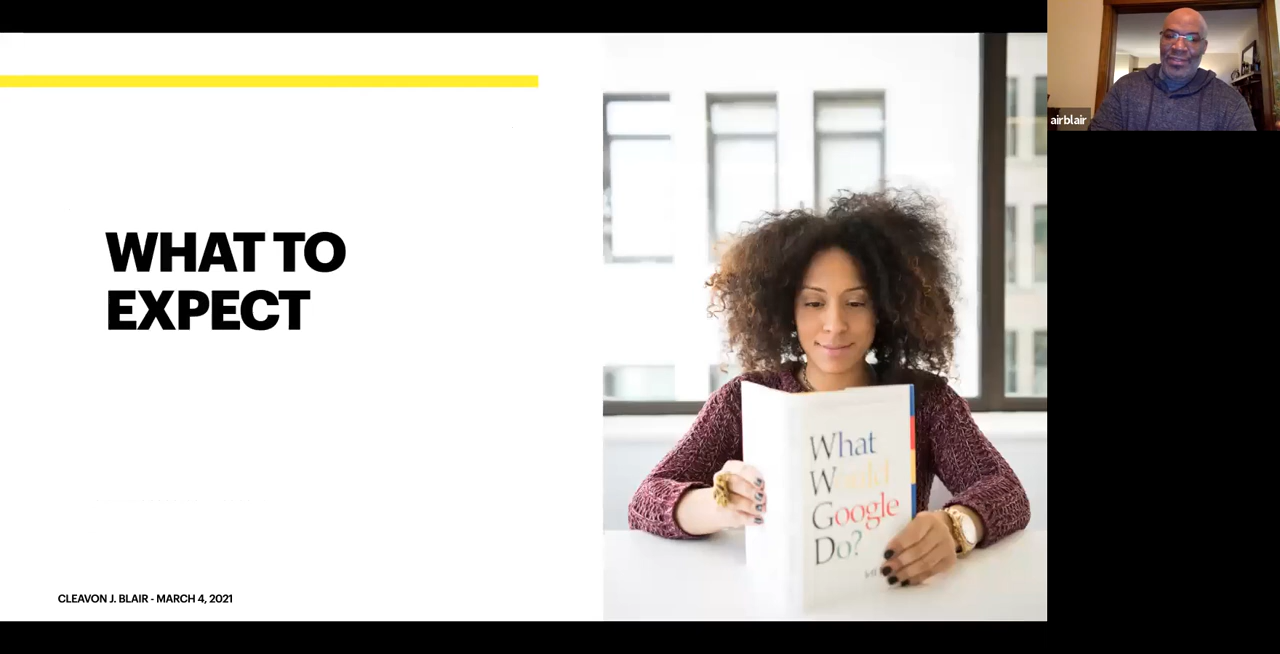 WHAT TO
EXPECT
What
Would
Google
Do?
CLEAVON J. BLAIR - MARCH 4, 2021
airblair